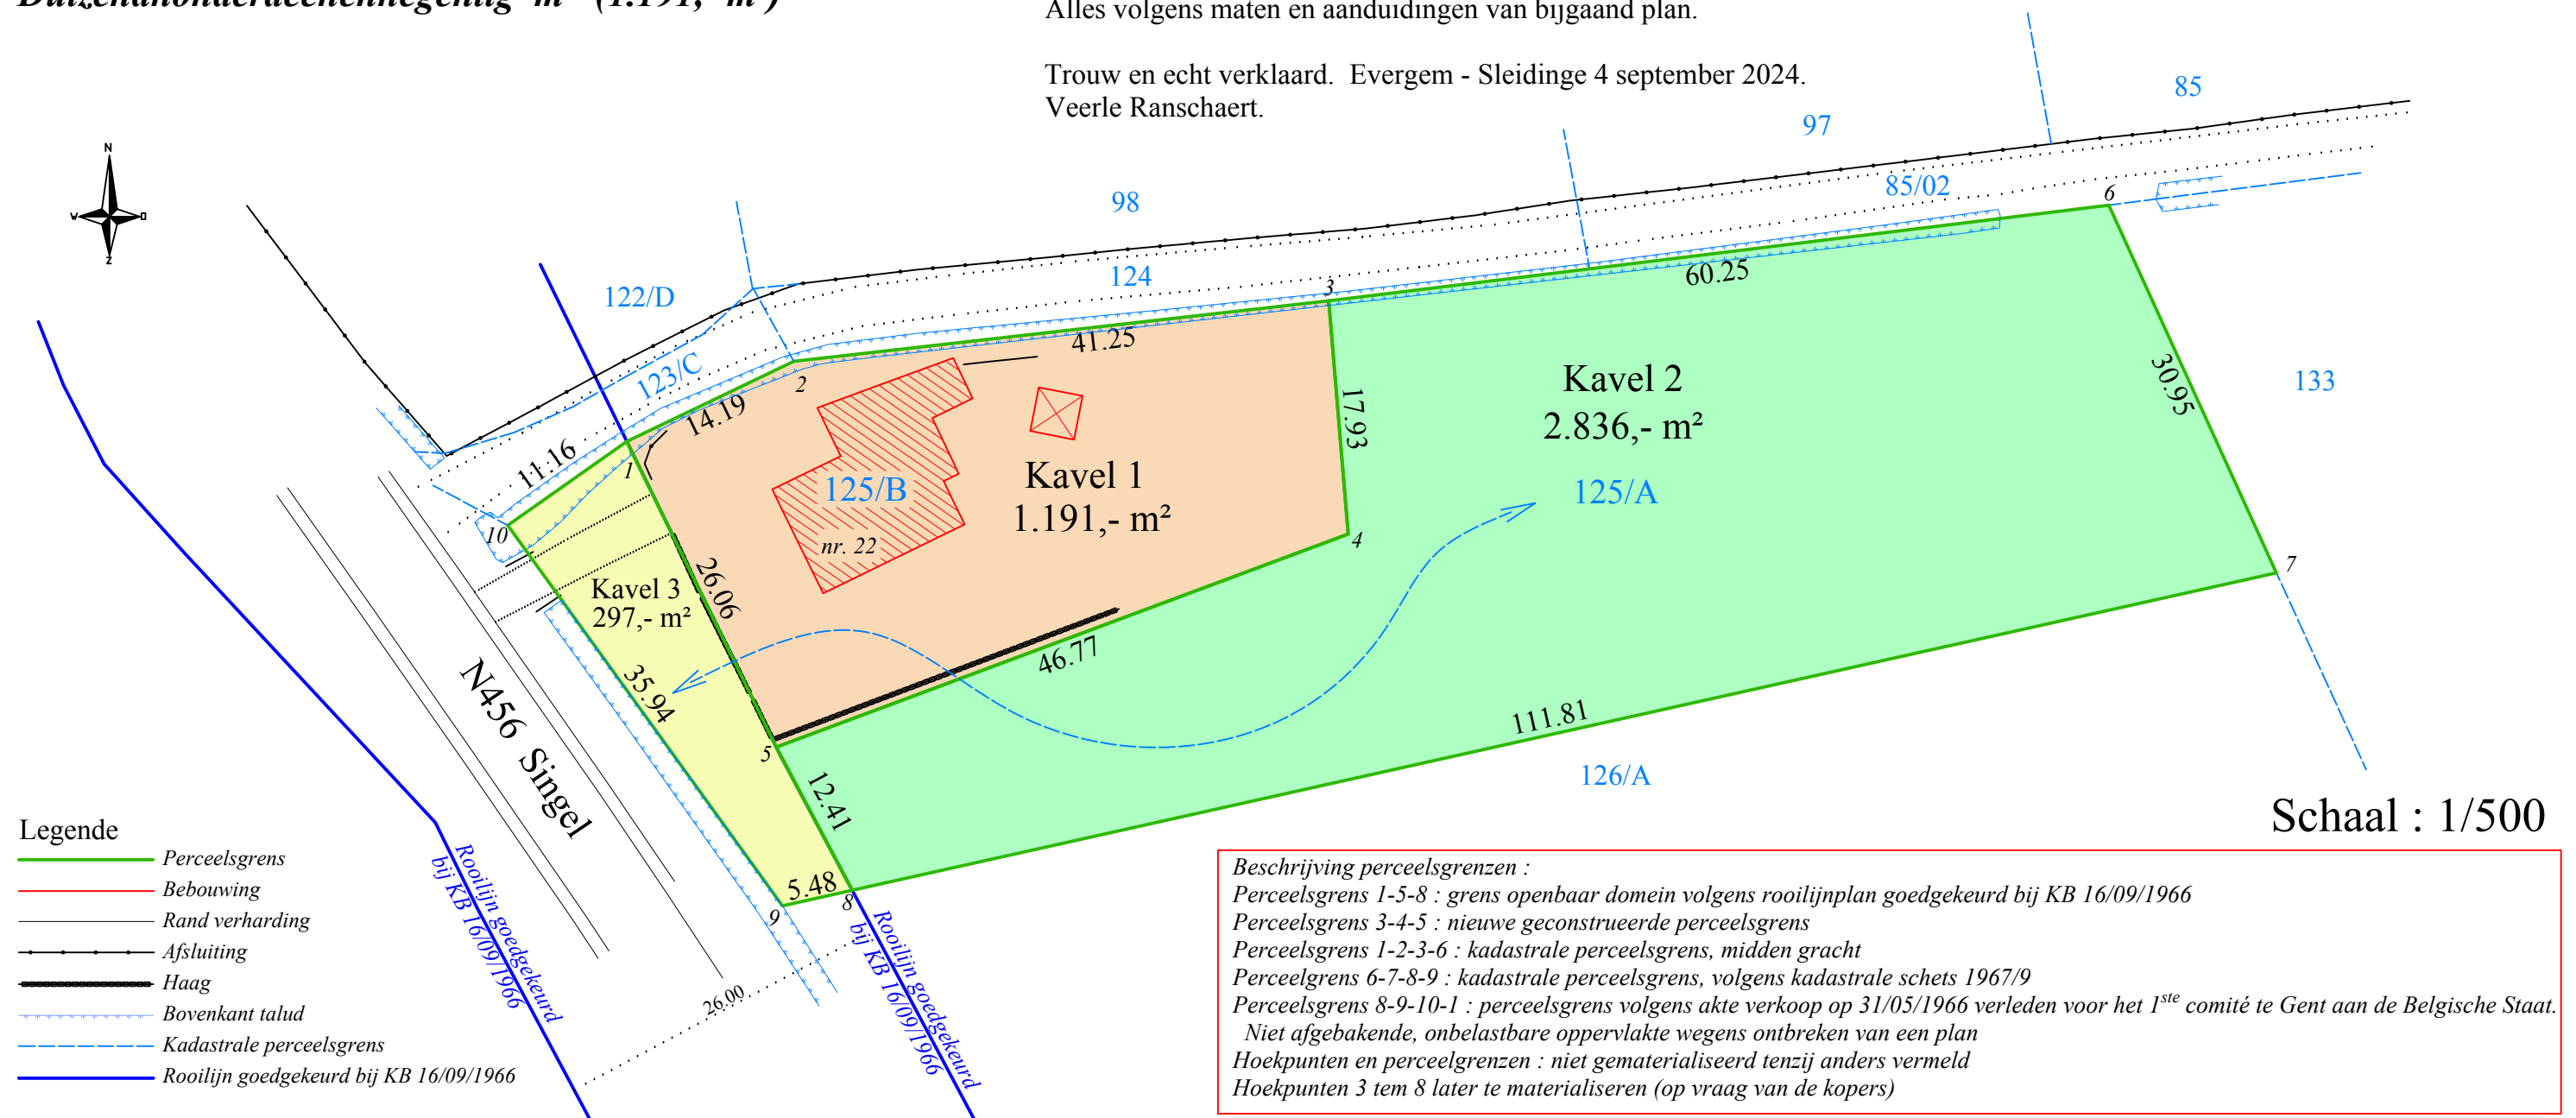 Alles volgens maten en aanduidingen van bijgaand plan.
Trouw en echt verklaard. Evergem - Sleidinge 4 september 2024.
Veerle Ranschaert.
N
W
O
Z
85
97
85/02
6
98
122/D
124
3
60.25
123/C
2
41.25
14.19
11.16
1
10
125/B
nr. 22
Kavel 1
1.191,- m²
17.93
4
Kavel 2
2.836,- m²
125/A
30.95
133
7
Kavel 3
297,- m²
26.06
35.94
46.77
5
12.41
111.81
126/A
5.48
8
9
26.00
N456 Singel
Rooilijn goedgekeurd
bij KB 16/09/1966
Rooilijn goedgekeurd
bij KB 16/09/1966
Schaal : 1/500
Legende
Perceelsgrens
Bebouwing
Rand verharding
Afsluiting
Haag
Bovenkant talud
Kadastrale perceelsgrens
Rooilijn goedgekeurd bij KB 16/09/1966
Beschrijving perceelsgrenzen :
Perceelsgrens 1-5-8 : grens openbaar domein volgens rooilijnplan goedgekeurd bij KB 16/09/1966
Perceelsgrens 3-4-5 : nieuwe geconstrueerde perceelsgrens
Perceelsgrens 1-2-3-6 : kadastrale perceelsgrens, midden gracht
Perceelgrens 6-7-8-9 : kadastrale perceelsgrens, volgens kadastrale schets 1967/9
Perceelsgrens 8-9-10-1 : perceelsgrens volgens akte verkoop op 31/05/1966 verleden voor het 1ste comité te Gent aan de Belgische Staat.
Niet afgebakende, onbelastbare oppervlakte wegens ontbreken van een plan
Hoekpunten en perceelgrenzen : niet gematerialiseerd tenzij anders vermeld
Hoekpunten 3 tem 8 later te materialiseren (op vraag van de kopers)